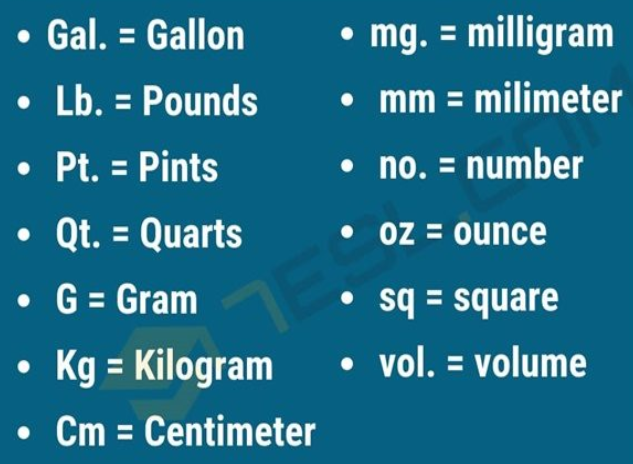 • Gal. = Gallon
• Lb. = Pounds
• Pt. = Pints
• Qt. = Quarts
• G = Gram
• Kg = Kilogram
• Cm = Centimeter
• mg. = milligram
• mm = milimeter
• no. = number
• oz = ounce
• sq = square
• vol. = volume
7ESL.COM